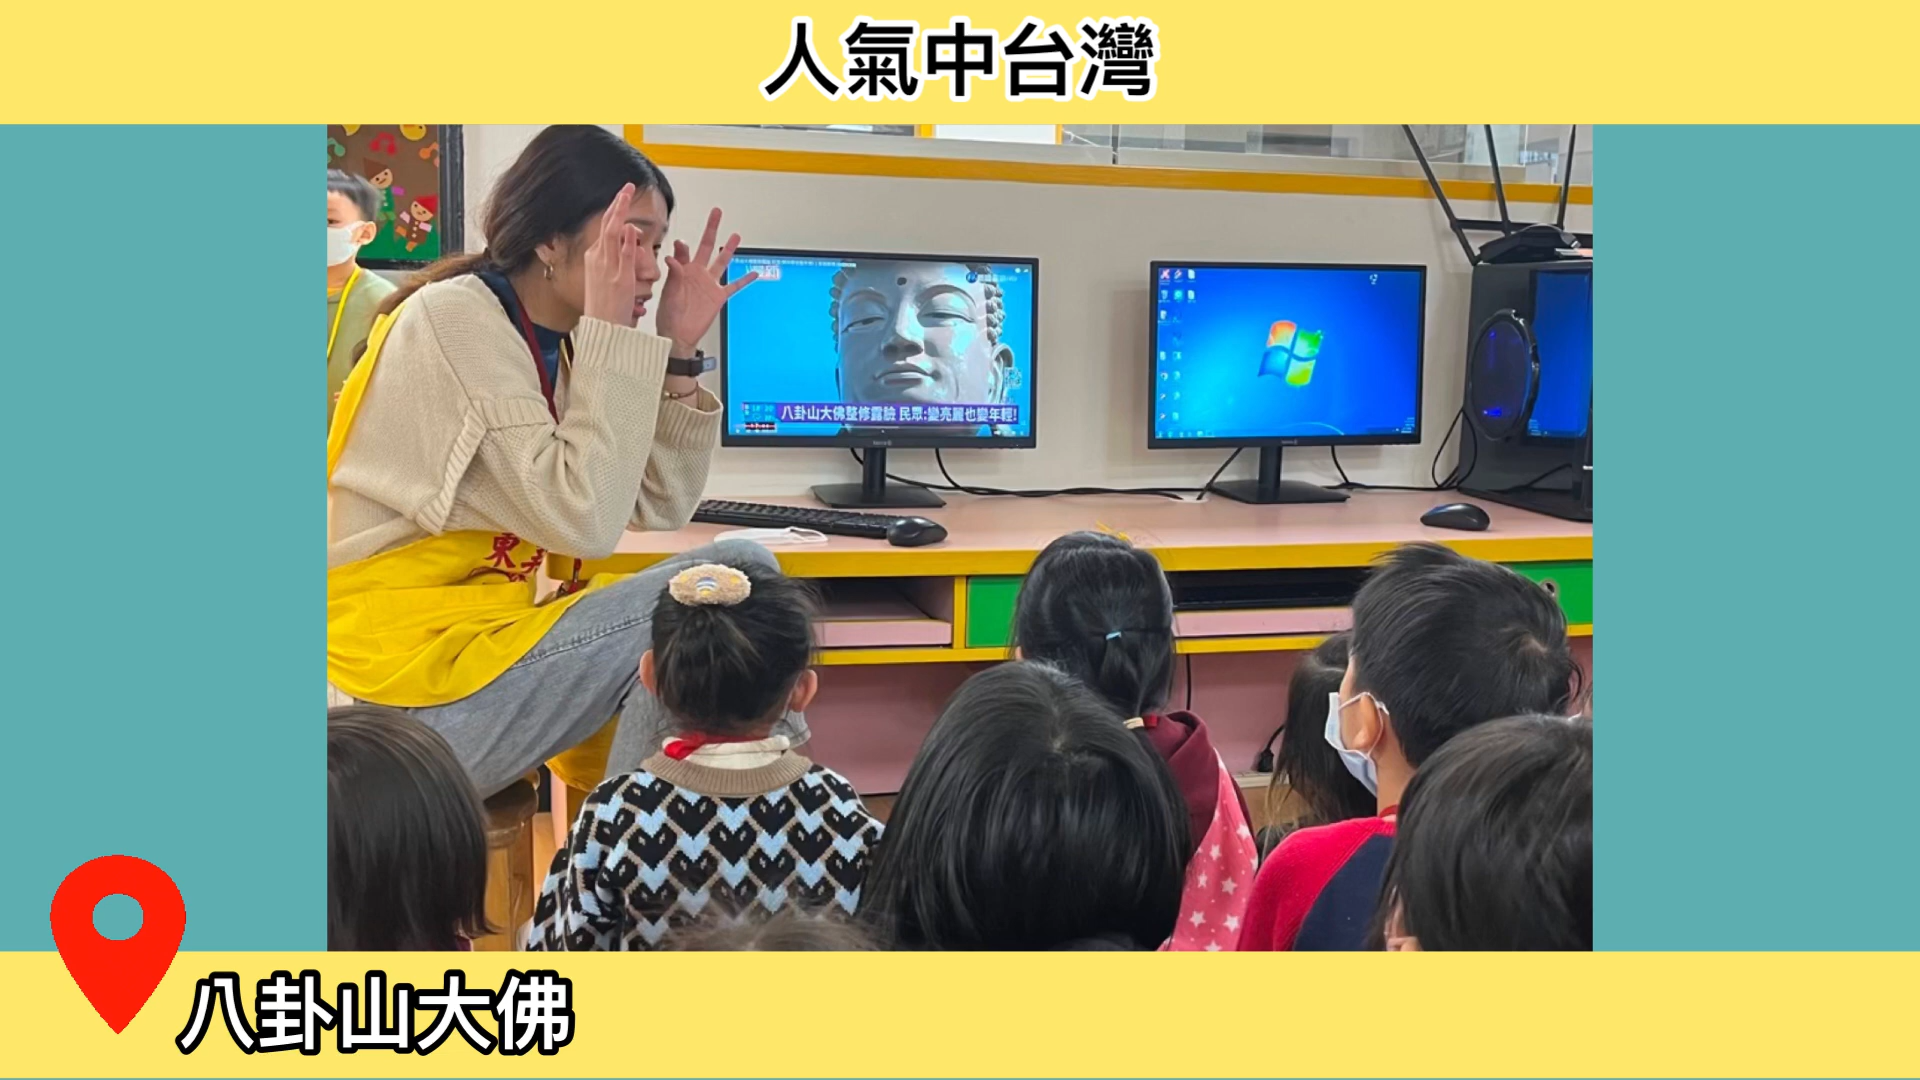 人氣中台灣
八卦山大佛整修露臉 民眾:變亮麗也變年輕!
東
八卦山大佛